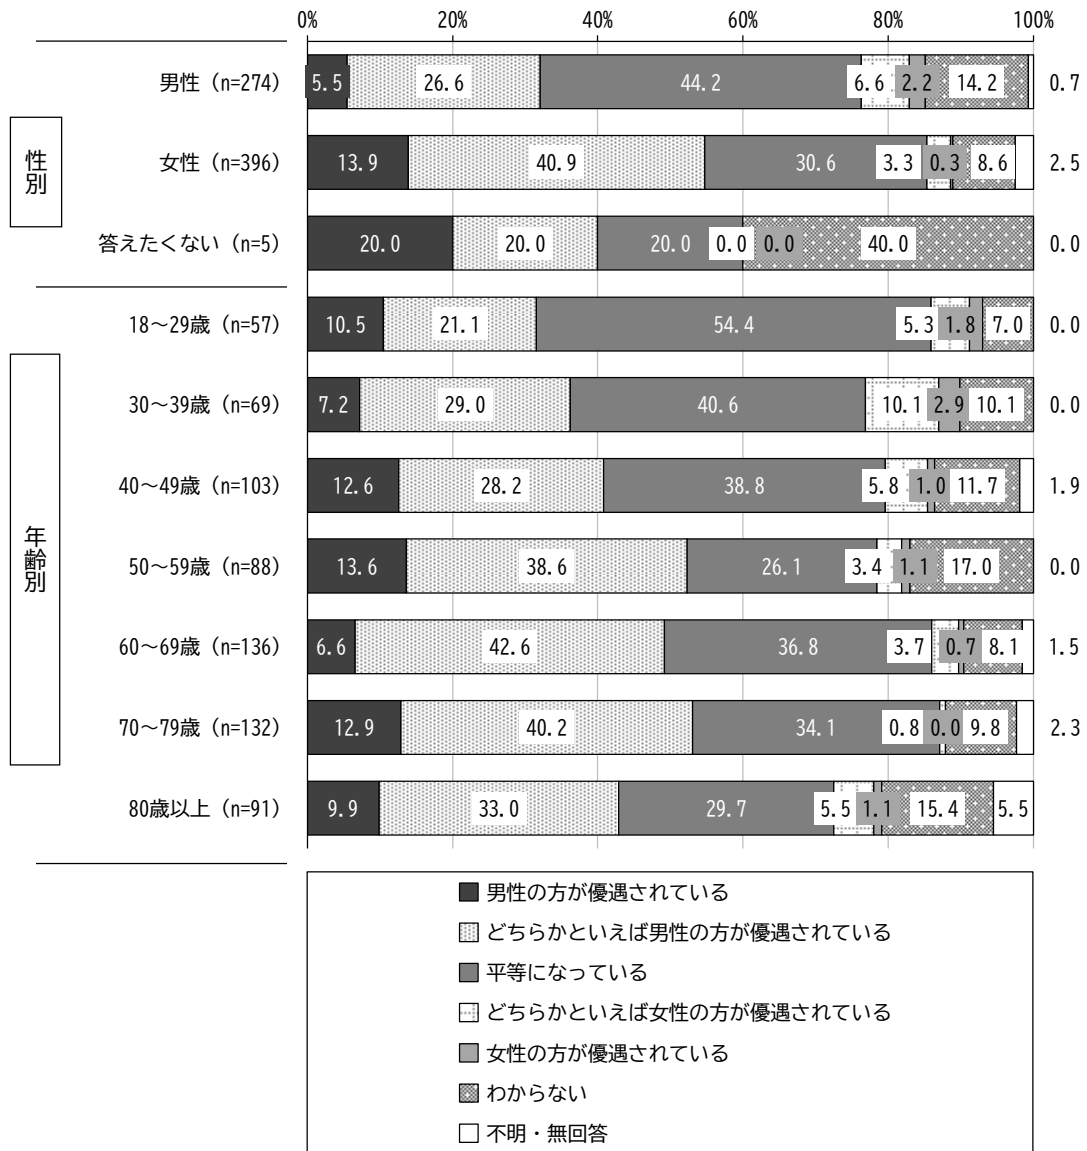 0% 20% 40% 60% 80% 100%
性別
男性（n=274） 5.5 26.6 44.2 6.6 2.2 14.2 0.7
女性（n=396） 13.9 40.9 30.6 3.3 0.3 8.6 2.5
答えたくない（n=5） 20.0 20.0 20.0 0.0 0.0 40.0 0.0
年齢別
18～29歳（n=57） 10.5 21.1 54.4 5.3 1.8 7.0 0.0
30～39歳（n=69） 7.2 29.0 40.6 10.1 2.9 10.1 0.0
40～49歳（n=103） 12.6 28.2 38.8 5.8 1.0 11.7 1.9
50～59歳（n=88） 13.6 38.6 26.1 3.4 1.1 17.0 0.0
60～69歳（n=136） 6.6 42.6 36.8 3.7 0.7 8.1 1.5
70～79歳（n=132） 12.9 40.2 34.1 0.8 0.0 9.8 2.3
80歳以上（n=91） 9.9 33.0 29.7 5.5 1.1 15.4 5.5
男性の方が優遇されている
どちらかといえば男性の方が優遇されている
平等になっている
どちらかといえば女性の方が優遇されている
女性の方が優遇されている
わからない
不明・無回答